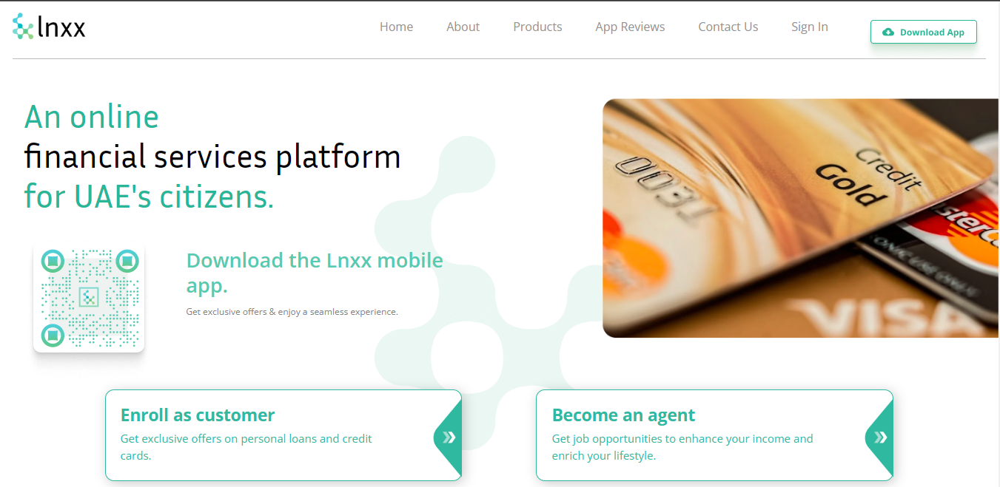 lnxx
Home
About
Products
App Reviews
Contact Us
Sign In
Download App
An online
financial services platform
for UAE's citizens.
Credit
Gold
VISA
Download the Lnxx mobile
app.
Get exclusive offers & enjoy a seamless experience.
Enroll as customer
Get exclusive offers on personal loans and credit
cards.
Become an agent
Get job opportunities to enhance your income and
enrich your lifestyle.